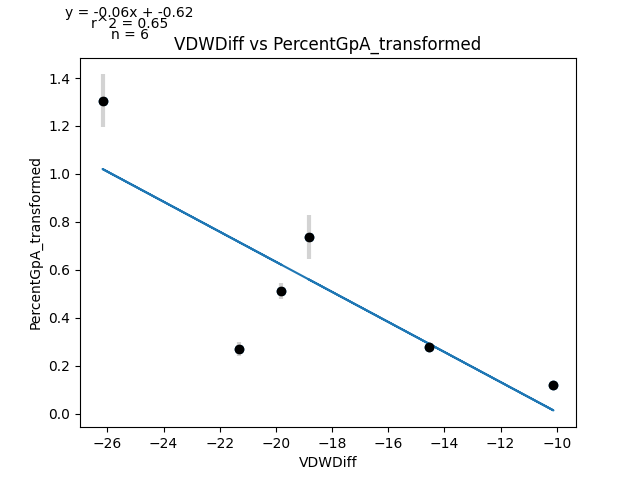 y = -0.06x + -0.62
r^2 = 0.65
n = 6
VDWDiff vs PercentGpA_transformed
1.4
1.2
1.0
0.8
0.6
0.4
0.2
0.0
PercentGpA_transformed
−26 −24 −22 −20 −18 −16 −14 −12 −10
VDWDiff